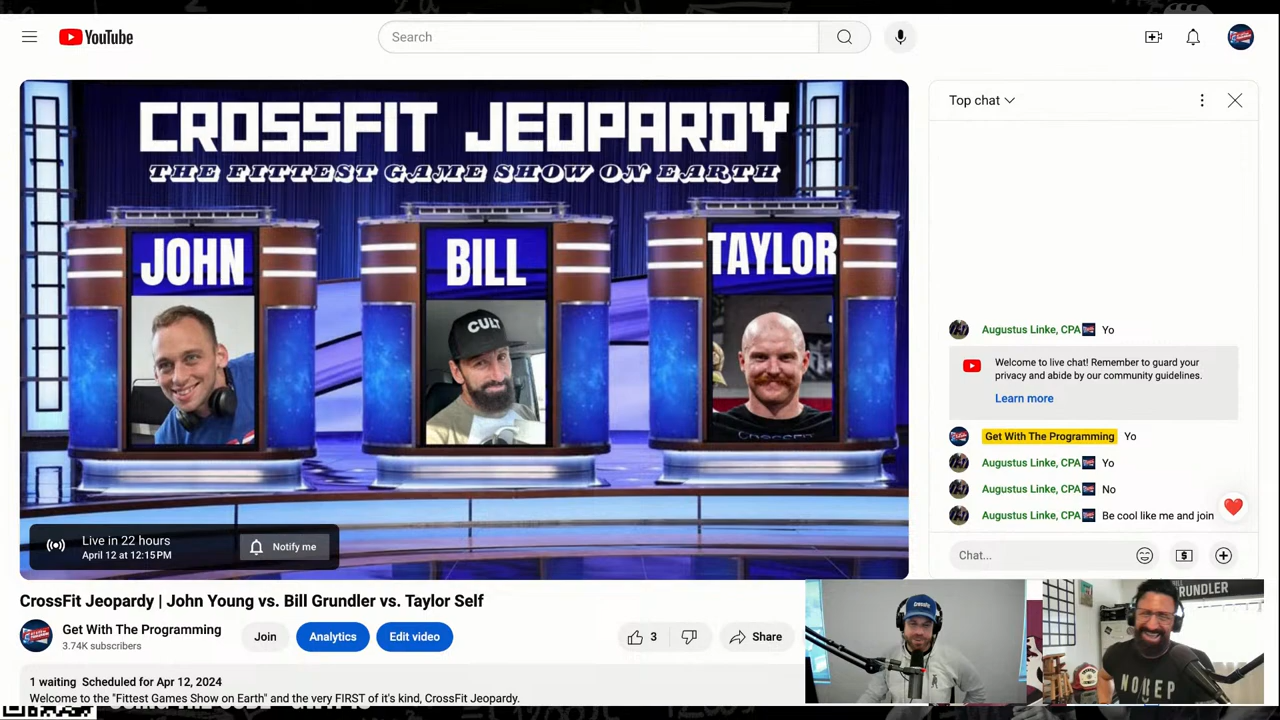 YouTube
Search
CROSSFIT JEOPARDY
THE FITTEST GAME SHOW ON EARTH
JOHN
BILL
TAYLOR
CULT
CROSSFIT
Live in 22 hours
April 12 at 12:15 PM
Notify me
Top chat
Augustus Linke, CPA Yo
Welcome to live chat! Remember to guard your
privacy and abide by our community guidelines.
Learn more
Get With The Programming Yo
Augustus Linke, CPA Yo
Augustus Linke, CPA No
Augustus Linke, CPA Be cool like me and join
Chat...
CrossFit Jeopardy | John Young vs. Bill Grundler vs. Taylor Self
Get With The Programming
3.74K subscribers
Join
Analytics
Edit video
3
Share
1 waiting Scheduled for Apr 12, 2024
Welcome to the "Fittest Games Show on Earth" and the very FIRST of it's kind, CrossFit Jeopardy.
GRUNDLER